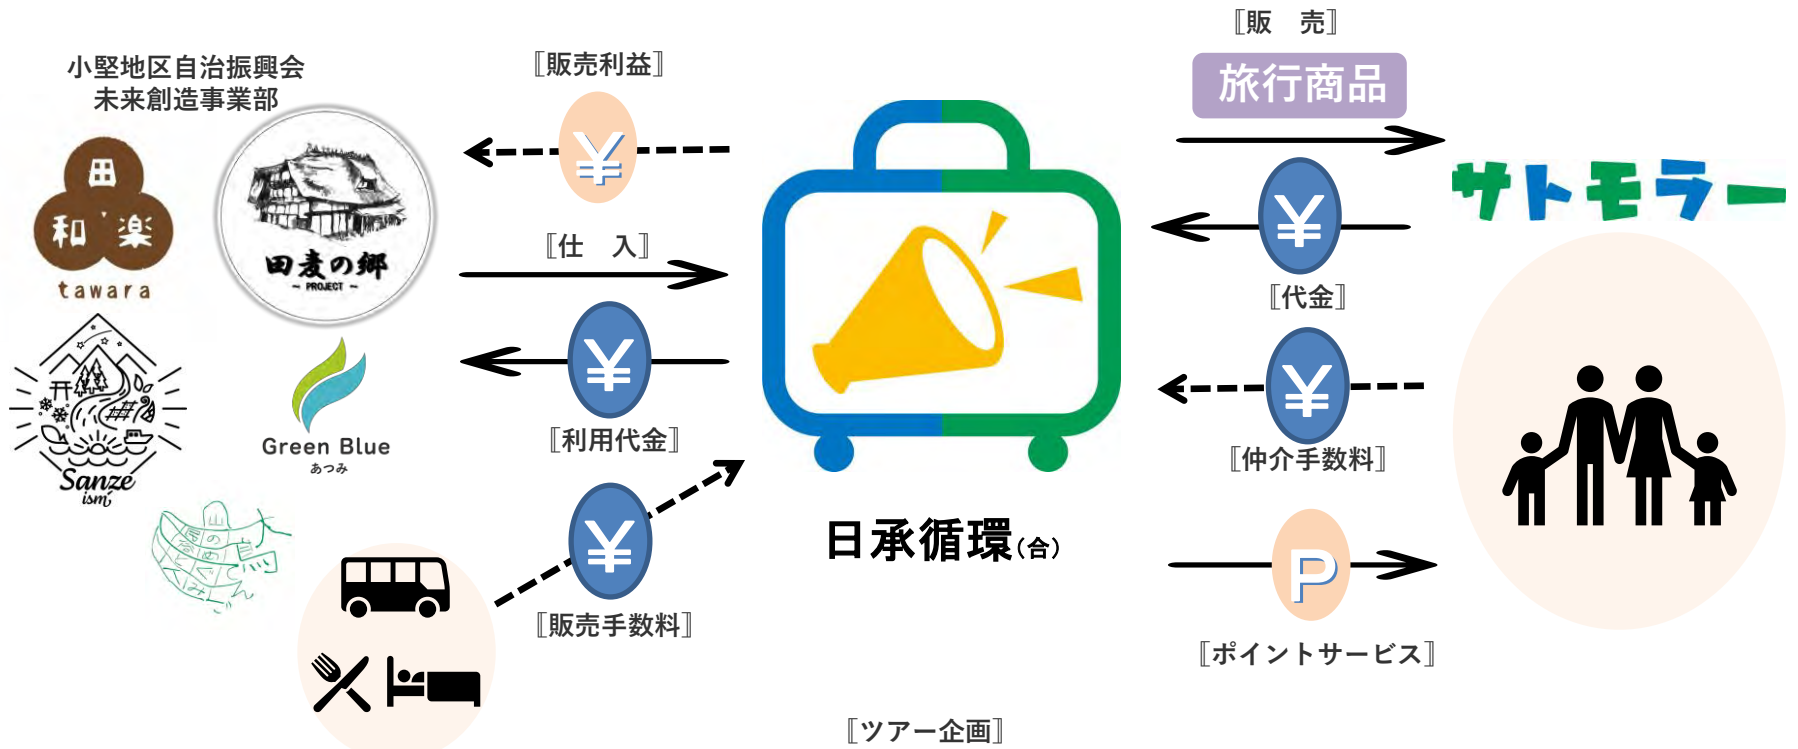 小堅地区自治振興会
未来創造事業部
田
和 楽
tawara
田麦の郷
~ PROJECT ~
Sanze
ism
Green Blue
あつみ
〚販売利益〛
¥
〚仕 入〛
¥
〚利用代金〛
¥
〚販売手数料〛
日承循環(合)
〚ツアー企画〛
〚販 売〛
旅行商品
¥
〚代金〛
¥
〚仲介手数料〛
P
〚ポイントサービス〛
サトモラー